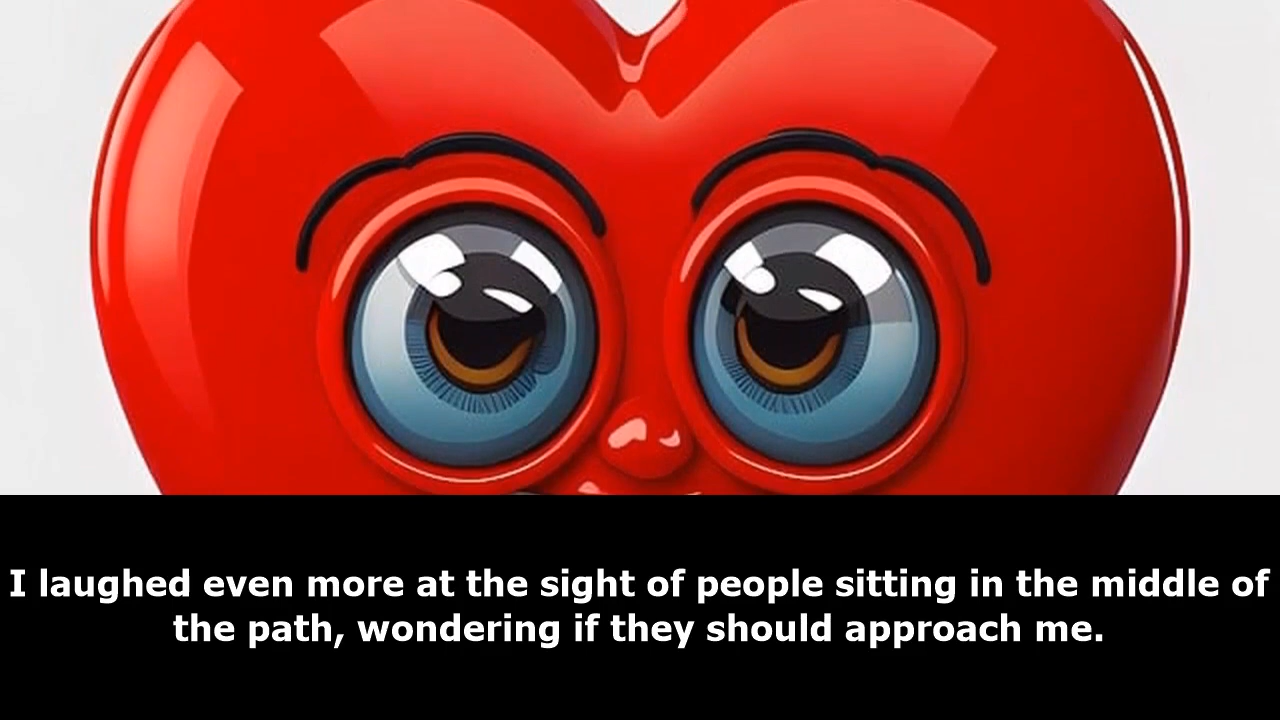 I laughed even more at the sight of people sitting in the middle of
the path, wondering if they should approach me.